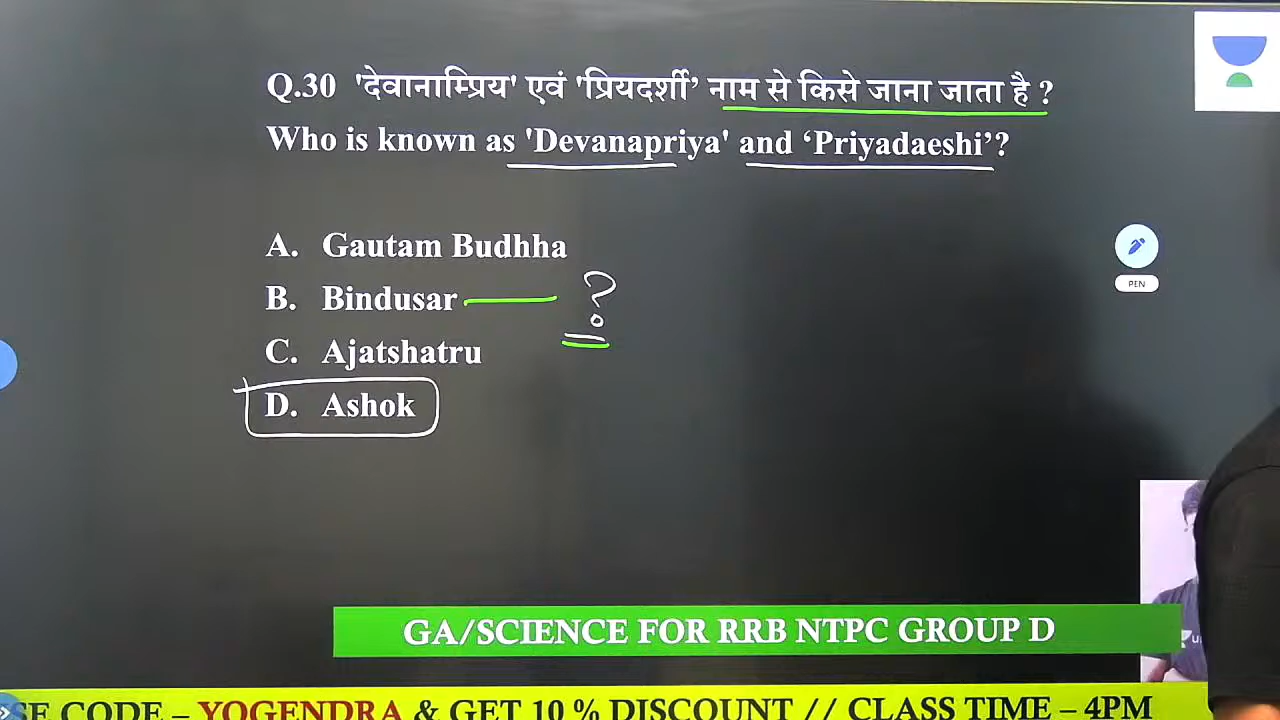 Q.30 'देवानाम्प्रिय' एवं 'प्रियदर्शी’ नाम से किसे जाना जाता है ?
Who is known as 'Devanapriya' and ‘Priyadaeshi’?
A. Gautam Budhha
B. Bindusar
?
C. Ajatshatru
D. Ashok
PEN
GA/SCIENCE FOR RRB NTPC GROUP D
CODE – YOGENDRA & GET 10 % DISCOUNT // CLASS TIME – 4PM